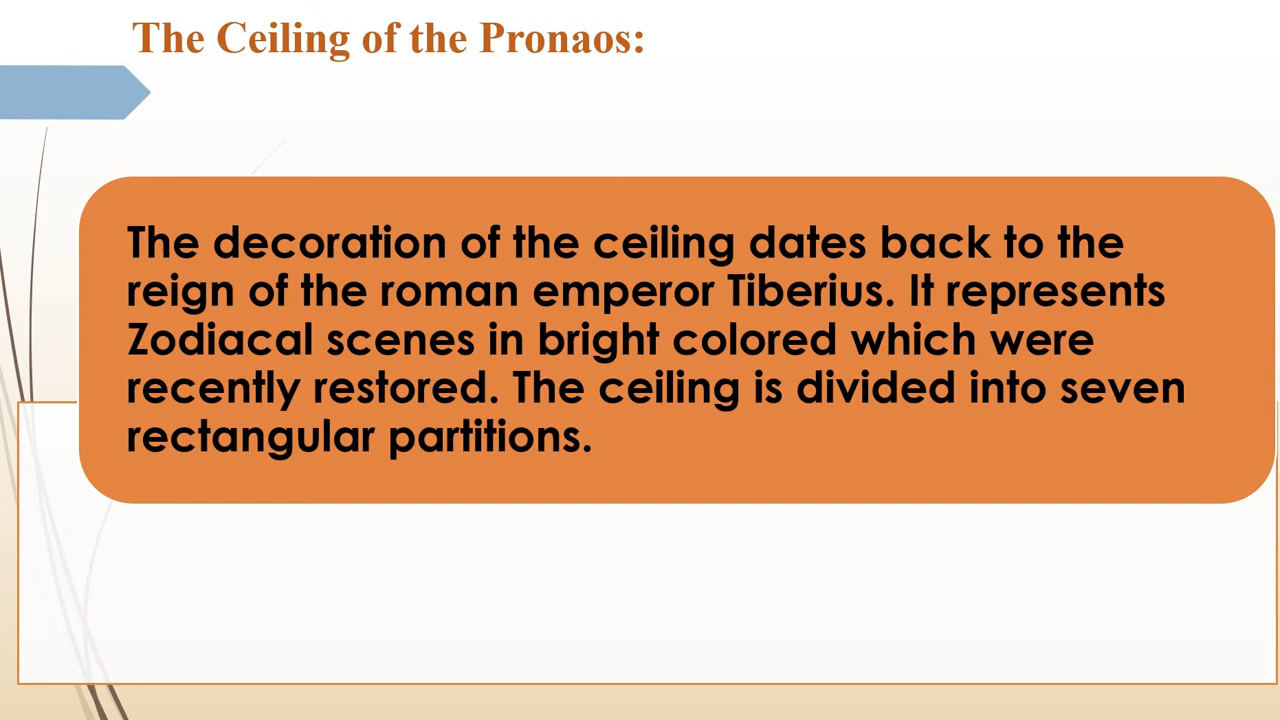 The Ceiling of the Pronaos:
The decoration of the ceiling dates back to the
reign of the roman emperor Tiberius. It represents
Zodiacal scenes in bright colored which were
recently restored. The ceiling is divided into seven
rectangular partitions.